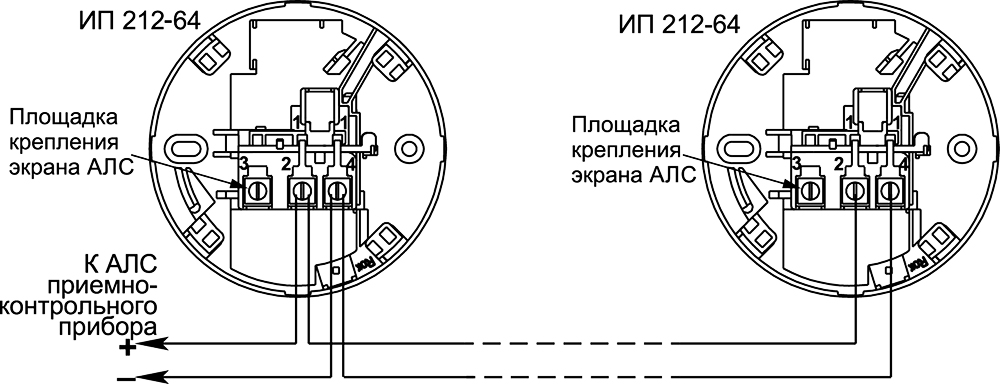 ИП 212-64
ИП 212-64
Площадка
крепления
экрана АЛС
1
1
3
2
4
Площадка
крепления
экрана АЛС
1
1
3
2
4
К АЛС
приемно-
контрольного
прибора
+
–